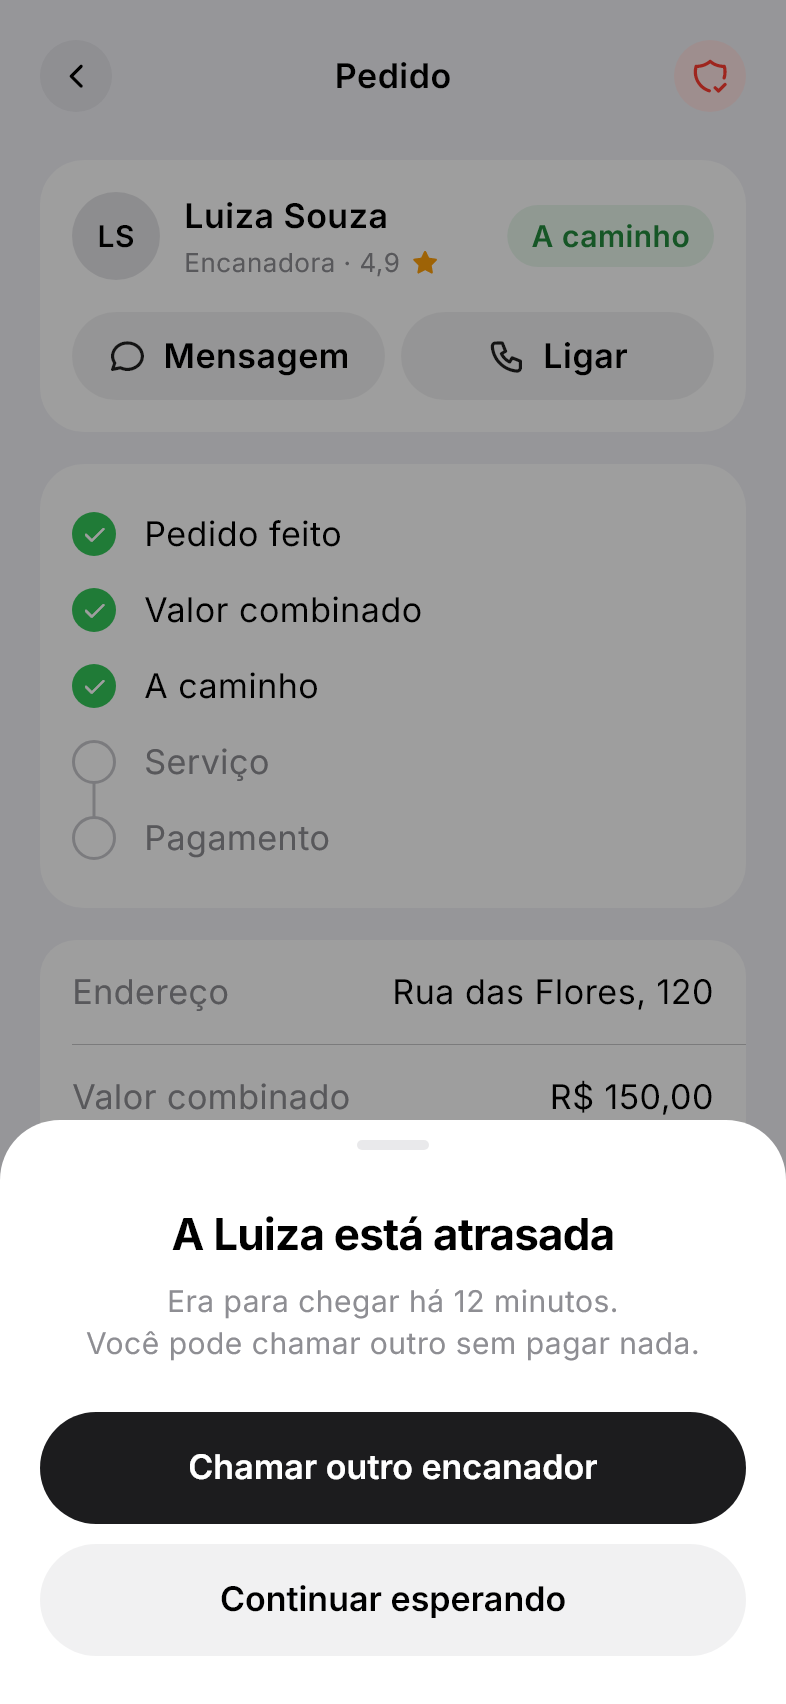 Pedido
LS
Luiza Souza
Encanadora · 4,9
A caminho
Mensagem
Ligar
Pedido feito
Valor combinado
A caminho
Serviço
Pagamento
Endereço
Rua das Flores, 120
Valor combinado
R$ 150,00
A Luiza está atrasada
Era para chegar há 12 minutos.
Você pode chamar outro sem pagar nada.
Chamar outro encanador
Continuar esperando